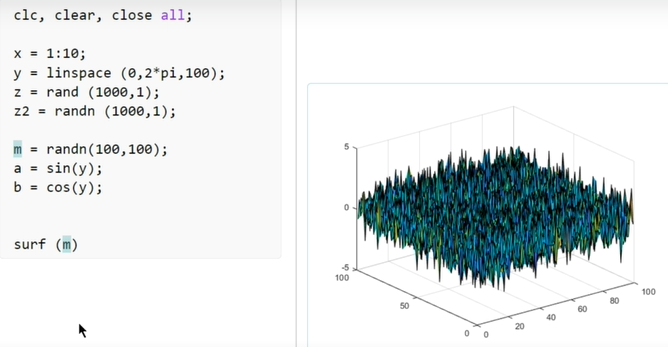 clc, clear, close all;
x = 1:10;
y = linspace (0,2*pi,100);
z = rand (1000,1);
z2 = randn (1000,1);
m = randn(100,100);
a = sin(y);
b = cos(y);
surf (m)
5
0
-5
100
50
0
0
20
40
60
80
100